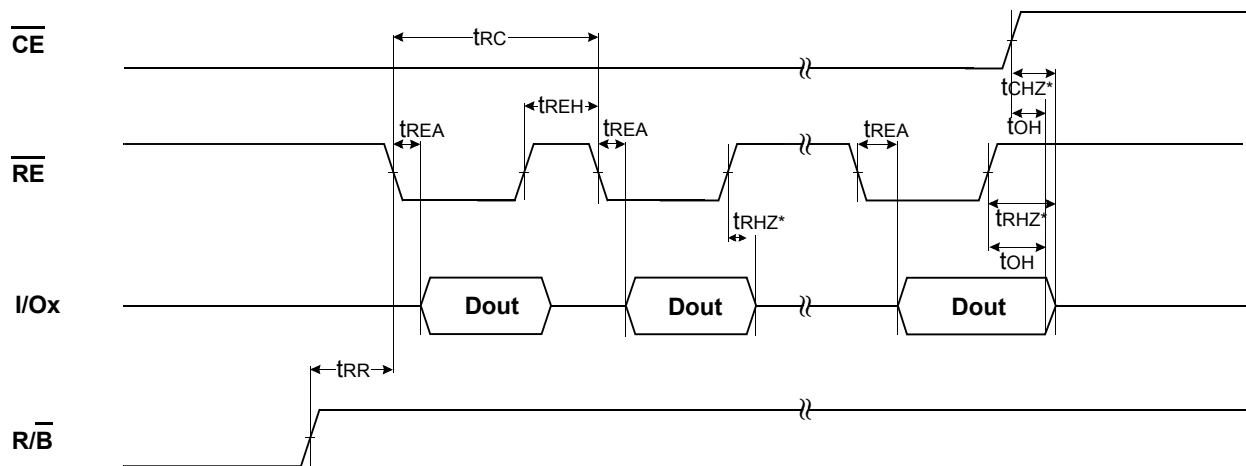 CE
tRC
tCHZ*
tREH
tREA
tREA
tREA
tOH
RE
tRHZ*
tRHZ*
tOH
I/Ox
Dout
Dout
Dout
tRR
R/B